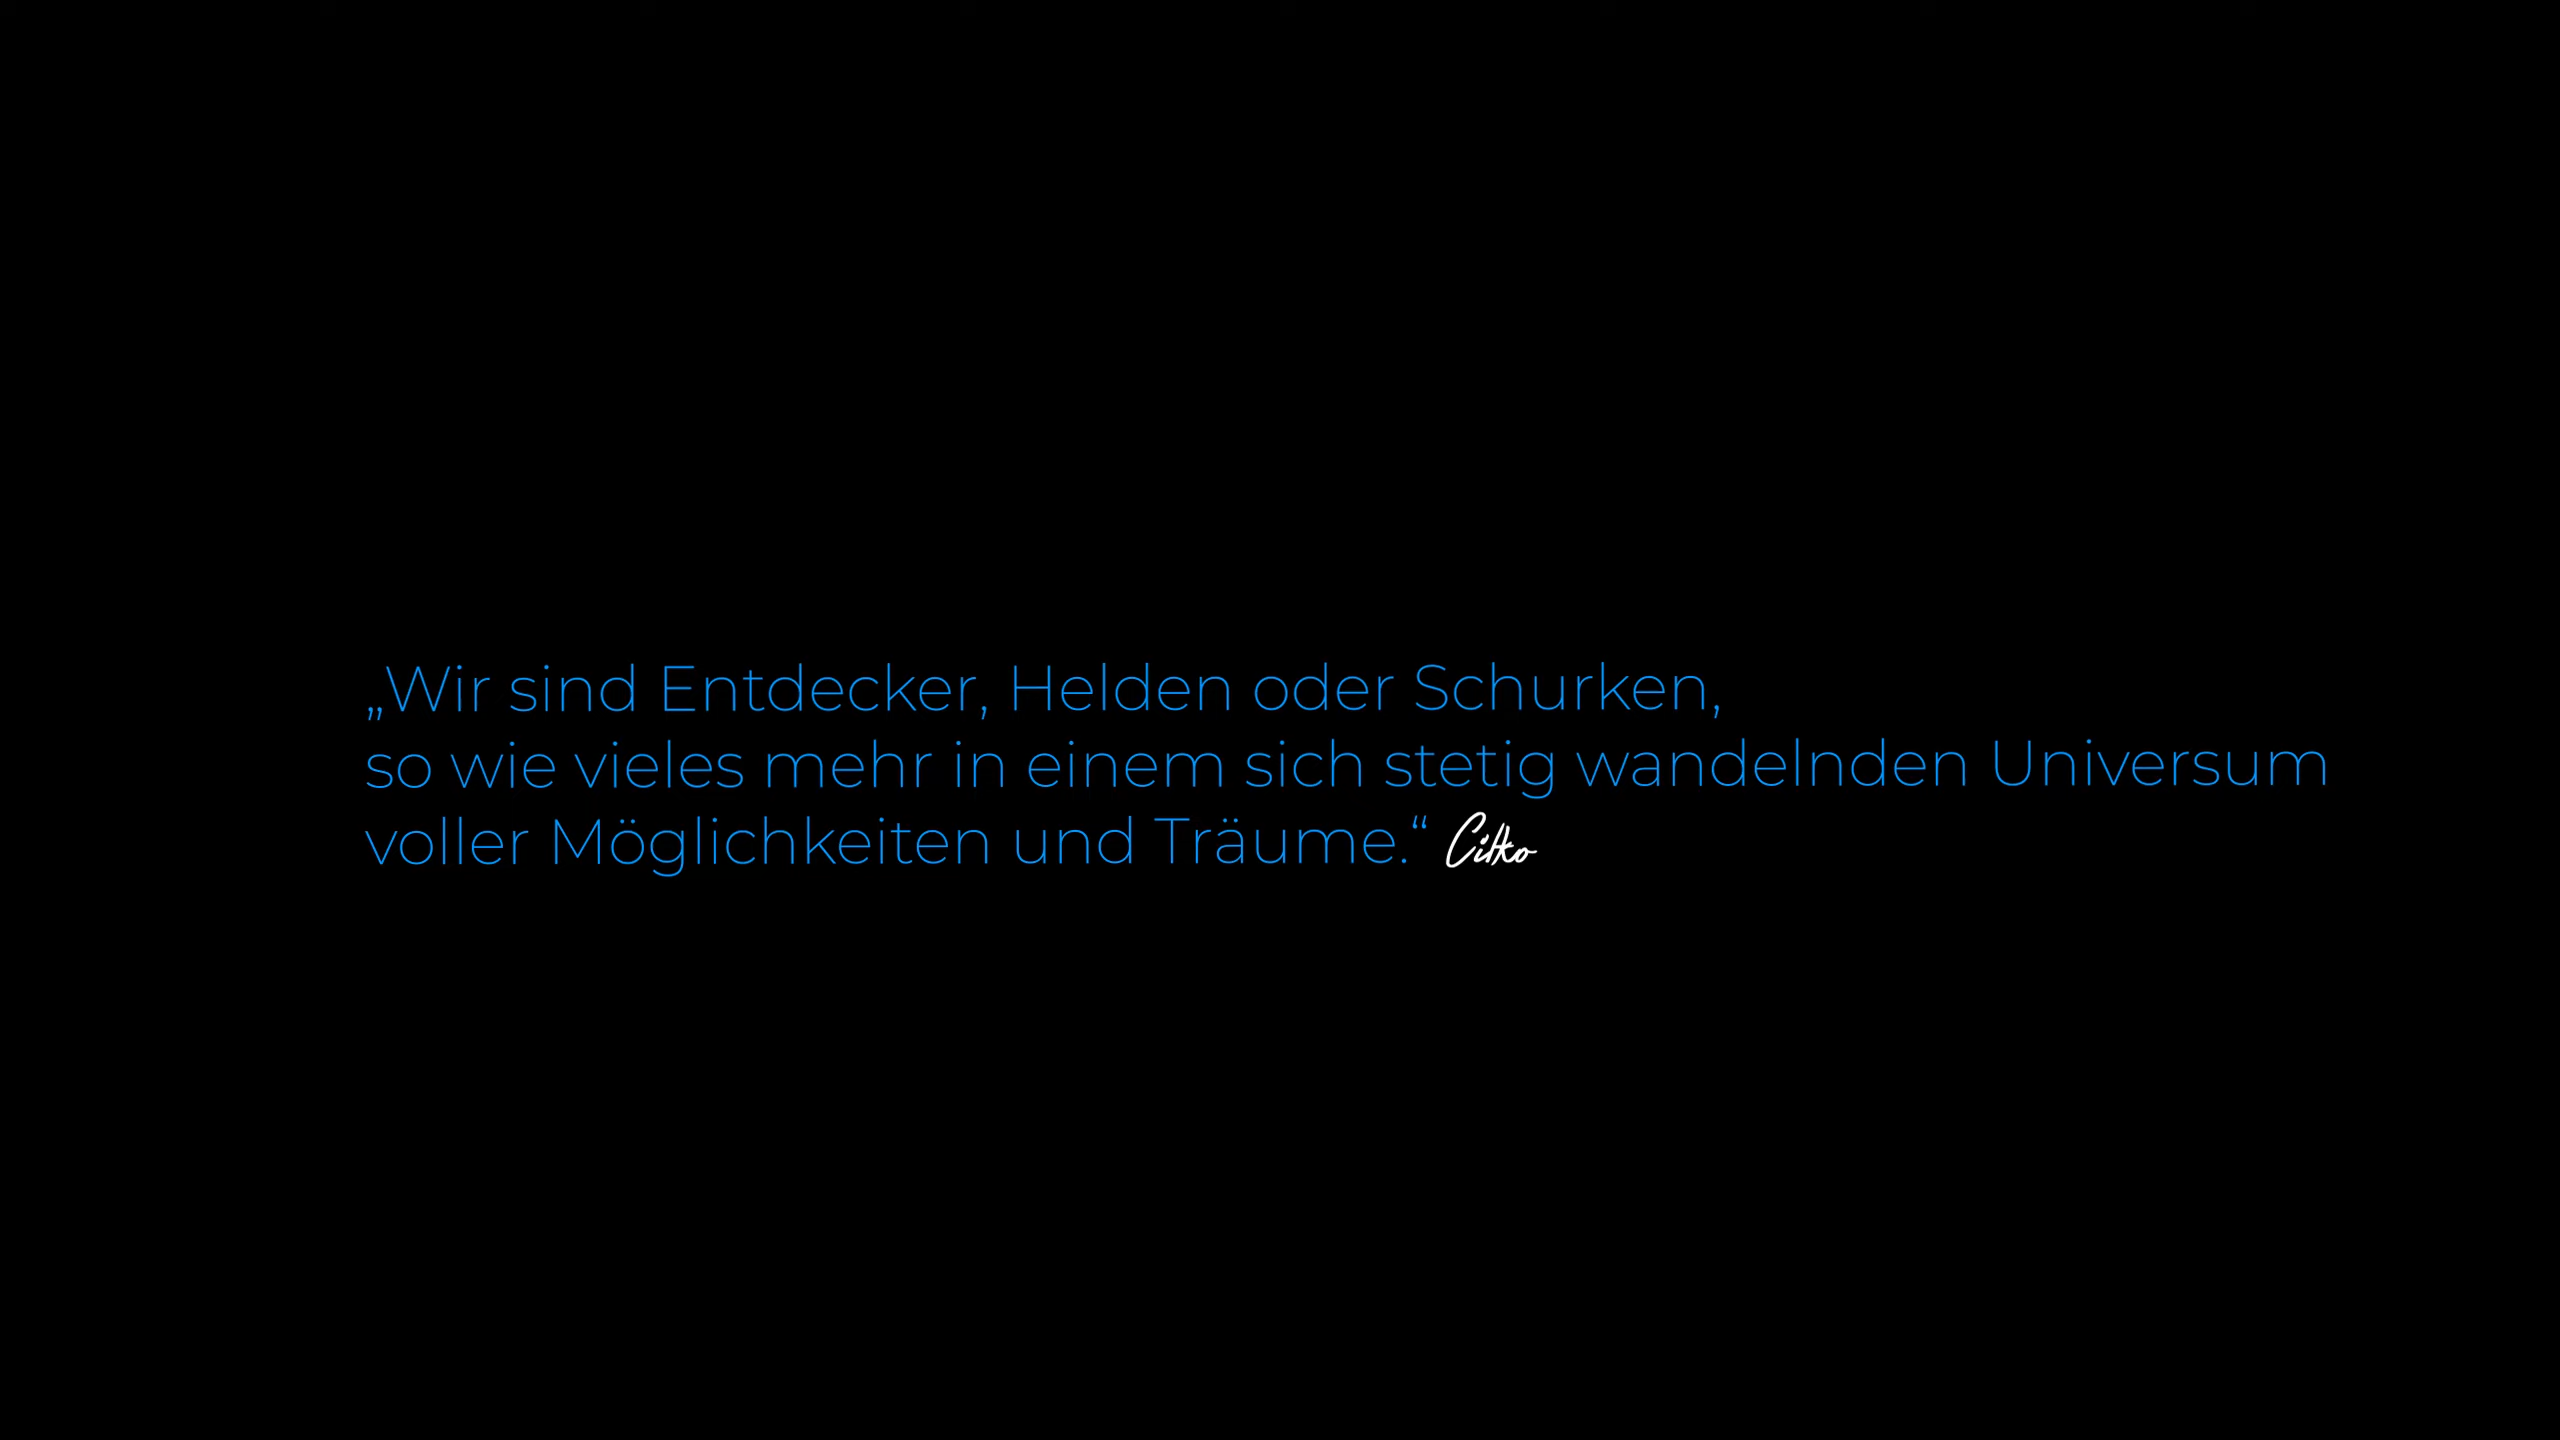 „Wir sind Entdecker, Helden oder Schurken,
so wie vieles mehr in einem sich stetig wandelnden Universum
voller Möglichkeiten und Träume.“